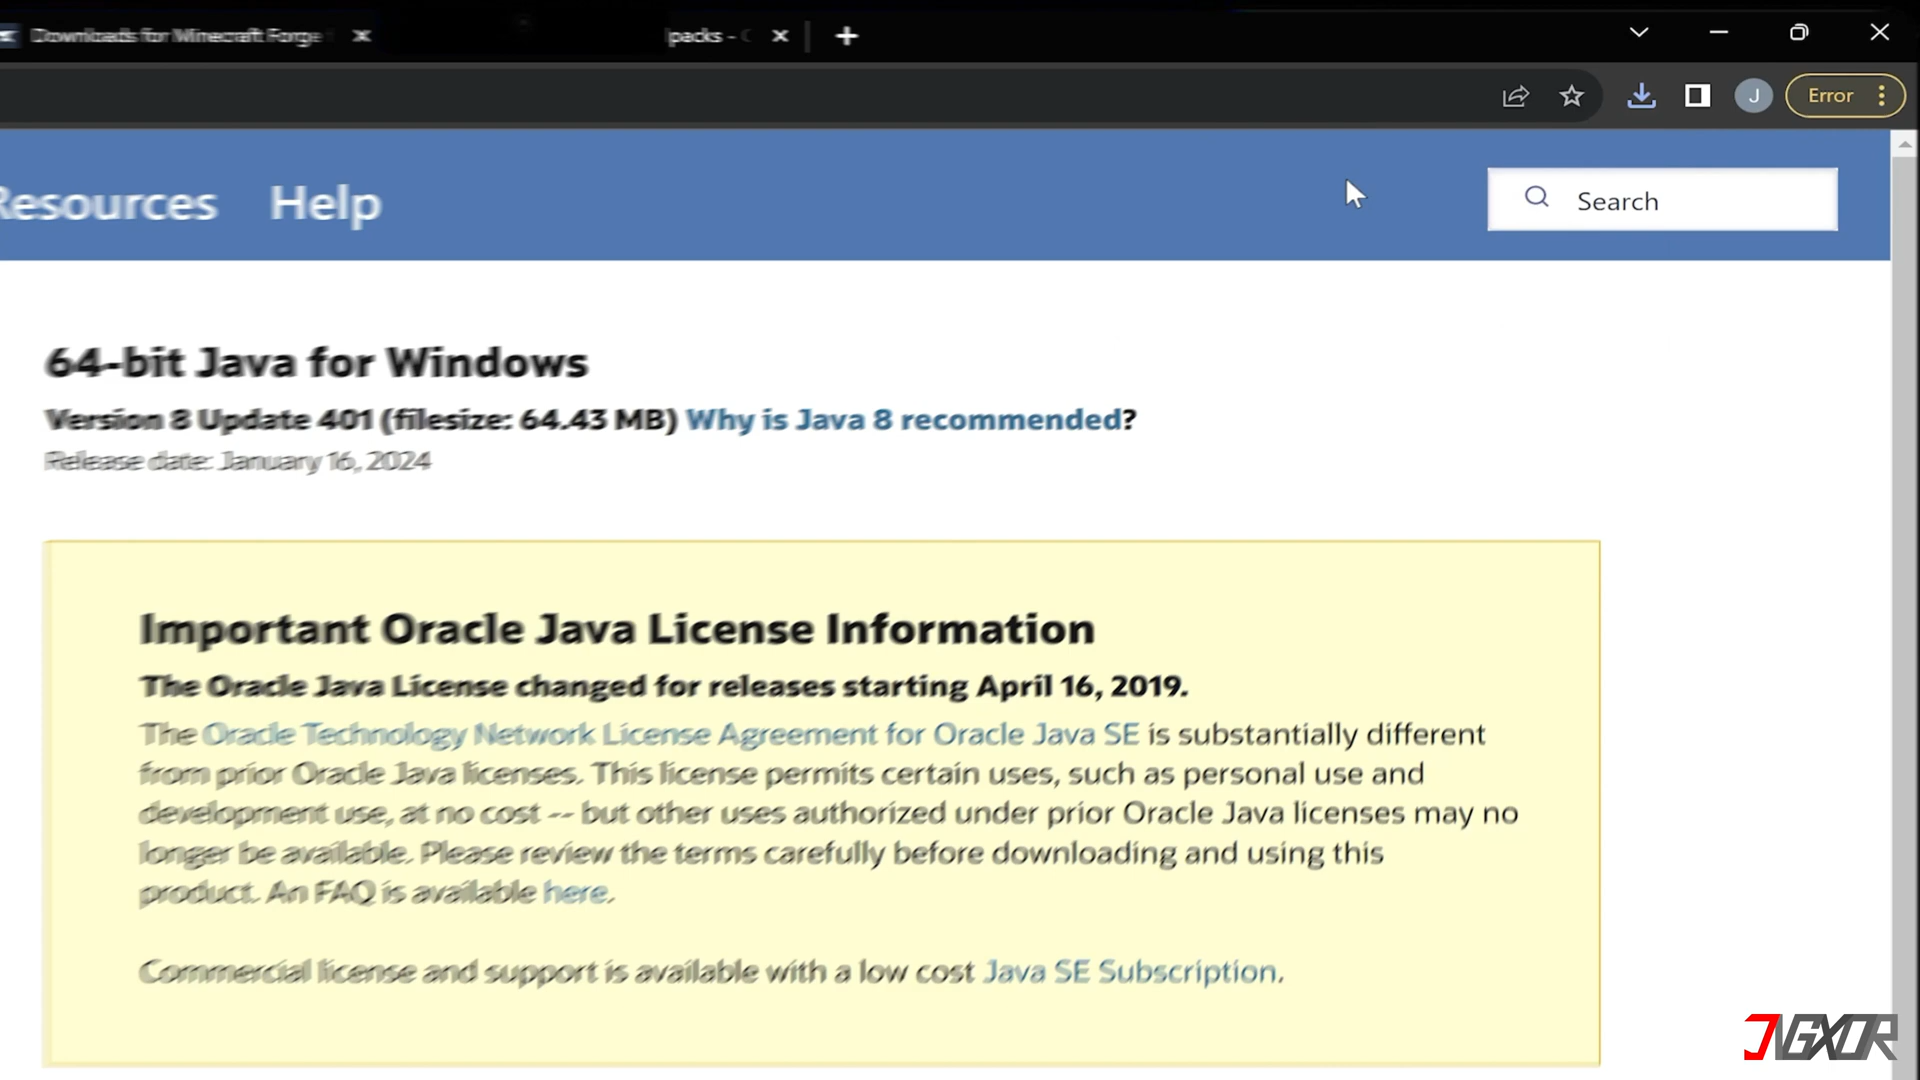 Downloads for Minecraft Forge
packs - C
J
Error
Resources Help
Search
64-bit Java for Windows
Version 8 Update 401 (filesize: 64.43 MB) Why is Java 8 recommended?
Release date: January 16, 2024
Important Oracle Java License Information
The Oracle Java License changed for releases starting April 16, 2019.
The Oracle Technology Network License Agreement for Oracle Java SE is substantially different
from prior Oracle Java licenses. This license permits certain uses, such as personal use and
development use, at no cost -- but other uses authorized under prior Oracle Java licenses may no
longer be available. Please review the terms carefully before downloading and using this
product. An FAQ is available here.
Commercial license and support is available with a low cost Java SE Subscription.
JVGXOR